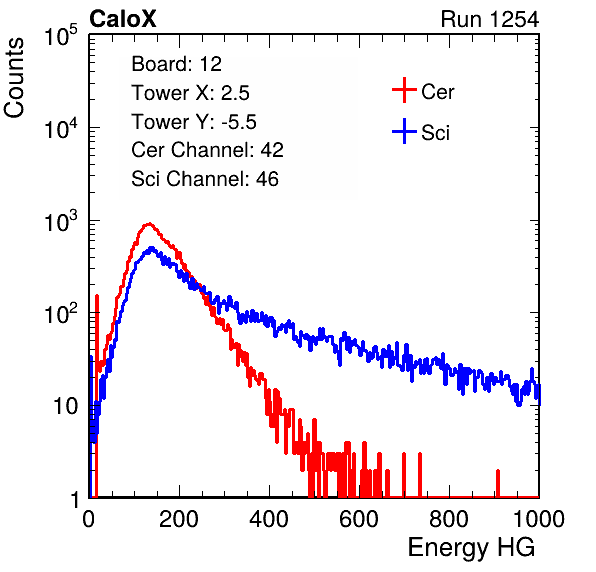 CaloX Run 1254
Counts
10^5
10^4
10^3
10^2
10
1
Board: 12
Tower X: 2.5
Tower Y: -5.5
Cer Channel: 42
Sci Channel: 46
Cer
Sci
0 200 400 600 800 1000
Energy HG